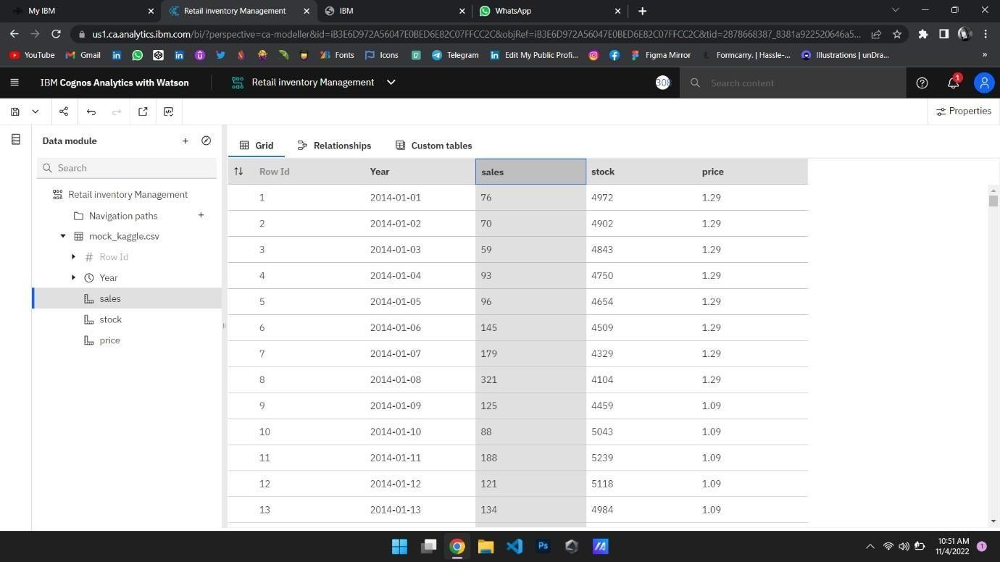 My IBM
Retail inventory Management
IBM
WhatsApp
us1.ca.analytics.ibm.com/bi/?perspective=ca-modeller&id=iB3E6D972A56047E0BED6E82C07FFCC2C&objRef=iB3E6D972A56047E0BED6E82C07FFCC2C&tid=2878668387_8381a922520646a5...
YouTube Gmail Fonts Icons Telegram Edit My Public Profi... Figma Mirror Formcarry. | Hassle-... Illustrations | unDra... »
IBM Cognos Analytics with Watson Retail inventory Management 308 Search content 1
Properties
Data module
Search
Retail inventory Management
Navigation paths
mock_kaggle.csv
# Row Id
Year
sales
stock
price
Grid Relationships Custom tables
Row Id Year sales stock price
1 2014-01-01 76 4972 1.29
2 2014-01-02 70 4902 1.29
3 2014-01-03 59 4843 1.29
4 2014-01-04 93 4750 1.29
5 2014-01-05 96 4654 1.29
6 2014-01-06 145 4509 1.29
7 2014-01-07 179 4329 1.29
8 2014-01-08 321 4104 1.29
9 2014-01-09 125 4459 1.09
10 2014-01-10 88 5043 1.09
11 2014-01-11 188 5239 1.09
12 2014-01-12 121 5118 1.09
13 2014-01-13 134 4984 1.09
Ps
10:51 AM
11/4/2022
1